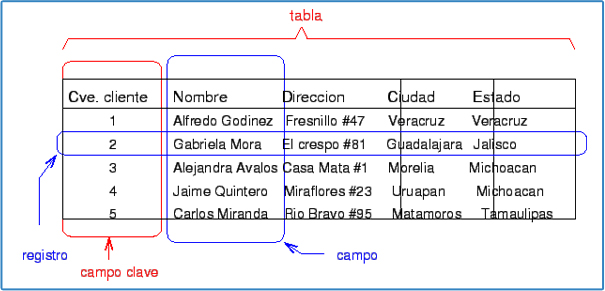 tabla
Cve. cliente Nombre Direccion Ciudad Estado
1 Alfredo Godinez Fresnillo #47 Veracruz Veracruz
2 Gabriela Mora El crespo #81 Guadalajara Jalisco
3 Alejandra Avalos Casa Mata #1 Morelia Michoacan
4 Jaime Quintero Miraflores #23 Uruapan Michoacan
5 Carlos Miranda Rio Bravo #95 Matamoros Tamaulipas
registro campo
campo clave